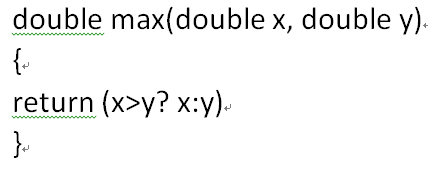 double max(double x, double y)
{
return (x>y? x:y)
}